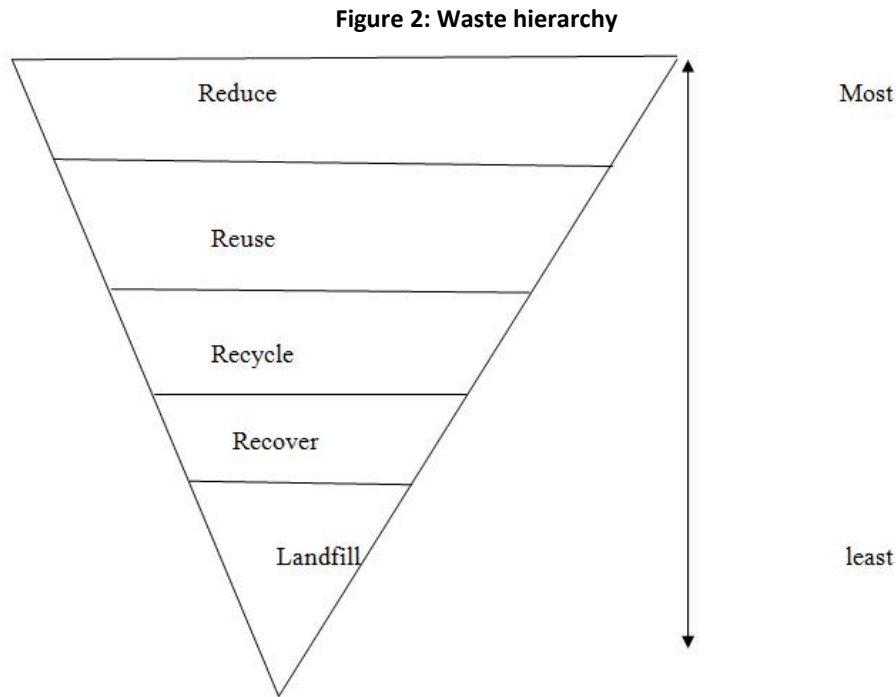 Figure 2: Waste hierarchy
Reduce
Most
Reuse
Recycle
Recover
Landfill
least